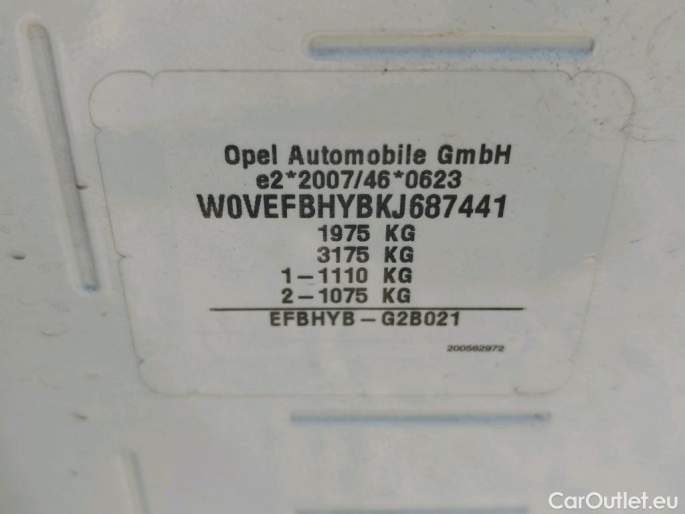 Opel Automobile GmbH
e2*2007/46*0623
W0VEFBHYBKJ687441
1975 KG
3175 KG
1-1110 KG
2-1075 KG
EFBHYB-G2B021
200562972
CarOutlet.eu